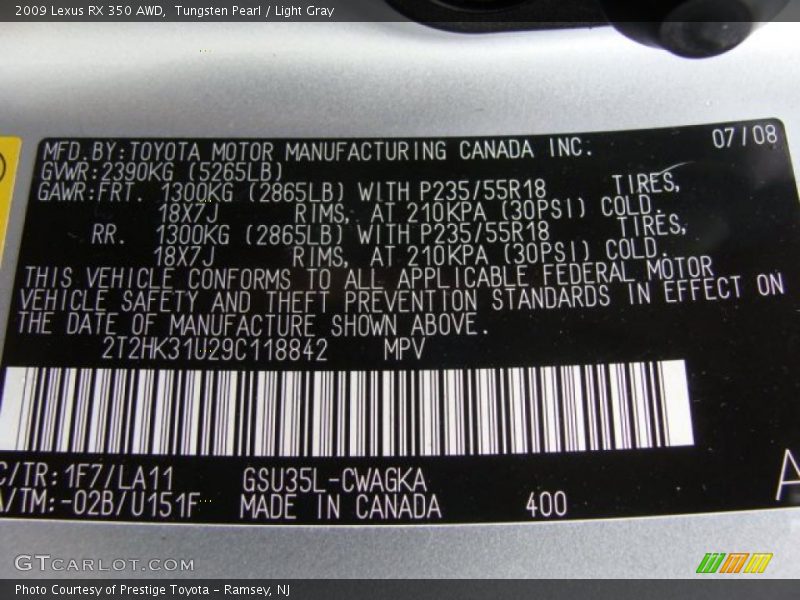 2009 Lexus RX 350 AWD, Tungsten Pearl / Light Gray
MFD.BY:TOYOTA MOTOR MANUFACTURING CANADA INC. 07/08
GVWR:2390KG (5265LB)
GAWR:FRT. 1300KG (2865LB) WITH P235/55R18 TIRES,
18X7J RIMS, AT 210KPA (30PSI) COLD.
RR. 1300KG (2865LB) WITH P235/55R18 TIRES,
18X7J RIMS, AT 210KPA (30PSI) COLD.
THIS VEHICLE CONFORMS TO ALL APPLICABLE FEDERAL MOTOR
VEHICLE SAFETY AND THEFT PREVENTION STANDARDS IN EFFECT ON
THE DATE OF MANUFACTURE SHOWN ABOVE.
2T2HK31U29C118842 MPV
C/TR:1F7/LA11 GSU35L-CWAGKA A
A/TM:-02B/U151F MADE IN CANADA 400
GTCARLOT.COM
Photo Courtesy of Prestige Toyota - Ramsey, NJ